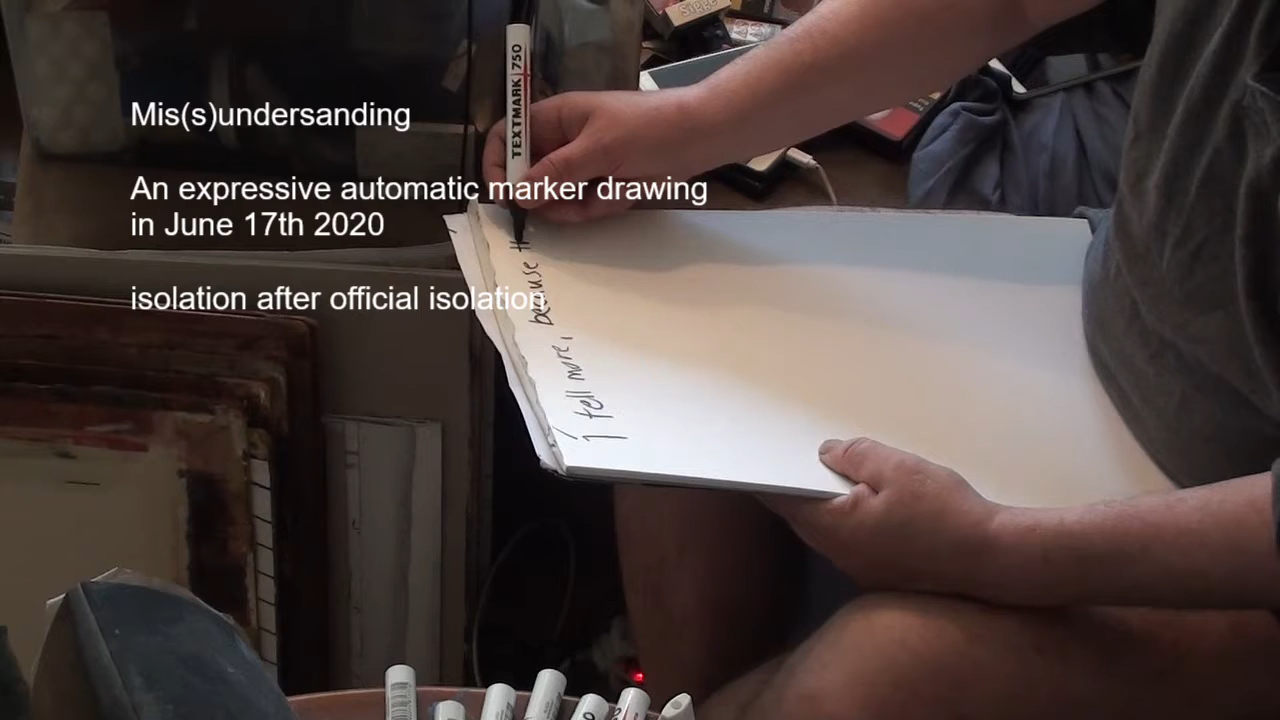 Mis(s)undersanding
An expressive automatic marker drawing
in June 17th 2020
isolation after official isolation
TEXTMARK 750
I tell more, because